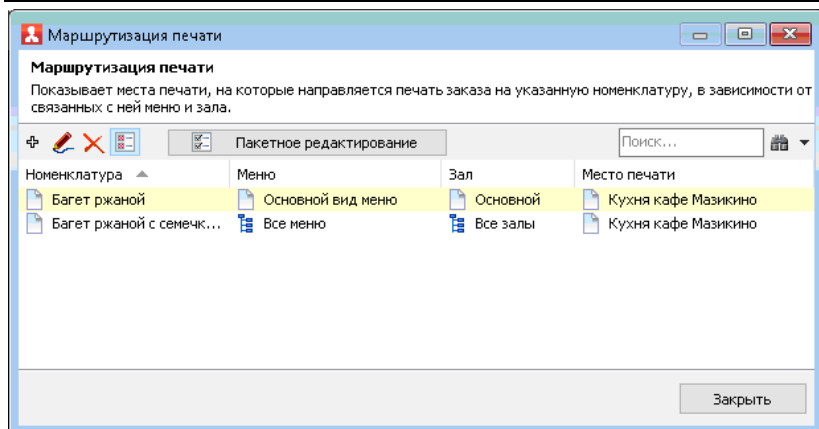 Маршрутизация печати
Маршрутизация печати
Показывает места печати, на которые направляется печать заказа на указанную номенклатуру, в зависимости от
связанных с ней меню и зала.
Пакетное редактирование Поиск...
Номенклатура Меню Зал Место печати
Багет ржаной Основной вид меню Основной Кухня кафе Мазикино
Багет ржаной с семечк... Все меню Все залы Кухня кафе Мазикино
Закрыть